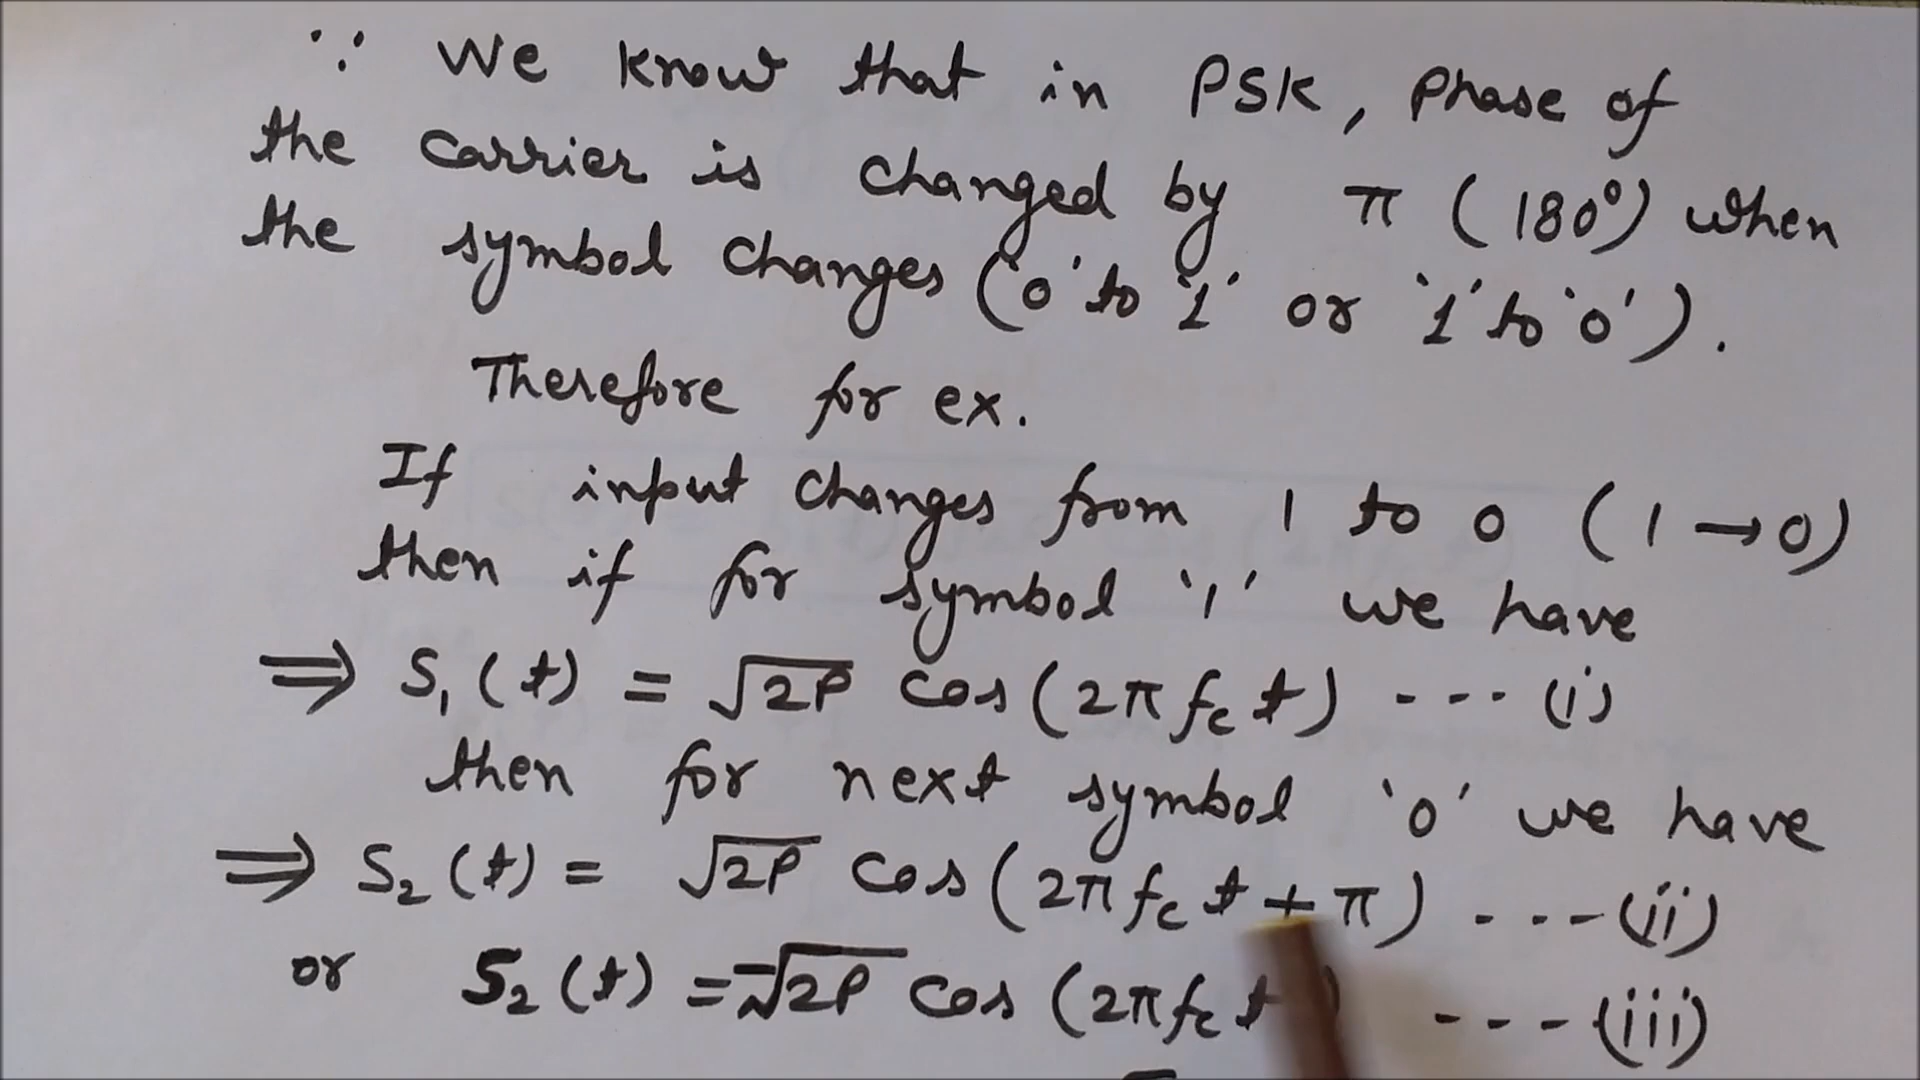 ∵ We know that in PSK, Phase of
the carrier is changed by π (180°) when
the symbol changes ('0' to '1' or '1' to '0').
Therefore for ex.
If input changes from 1 to 0 (1 → 0)
then if for symbol '1' we have
⇒ S₁(t) = √2P cos(2πf_c t) --- (i)
then for next symbol '0' we have
⇒ S₂(t) = √2P cos(2πf_c t + π) --- (ii)
or S₂(t) = -√2P cos(2πf_c t) --- (iii)